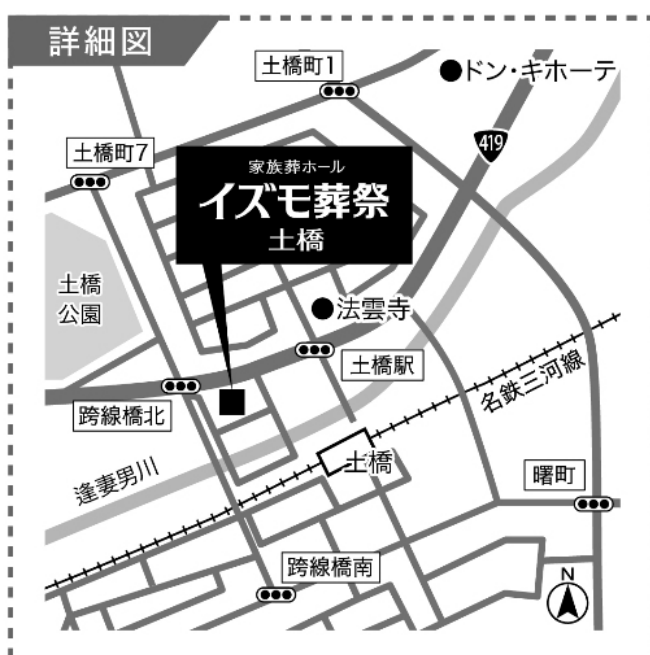 詳細図
土橋町1
ドン・キホーテ
419
土橋町7
家族葬ホール
イズモ葬祭
土橋
土橋
公園
法雲寺
土橋駅
跨線橋北
名鉄三河線
土橋
逢妻男川
曙町
跨線橋南
N